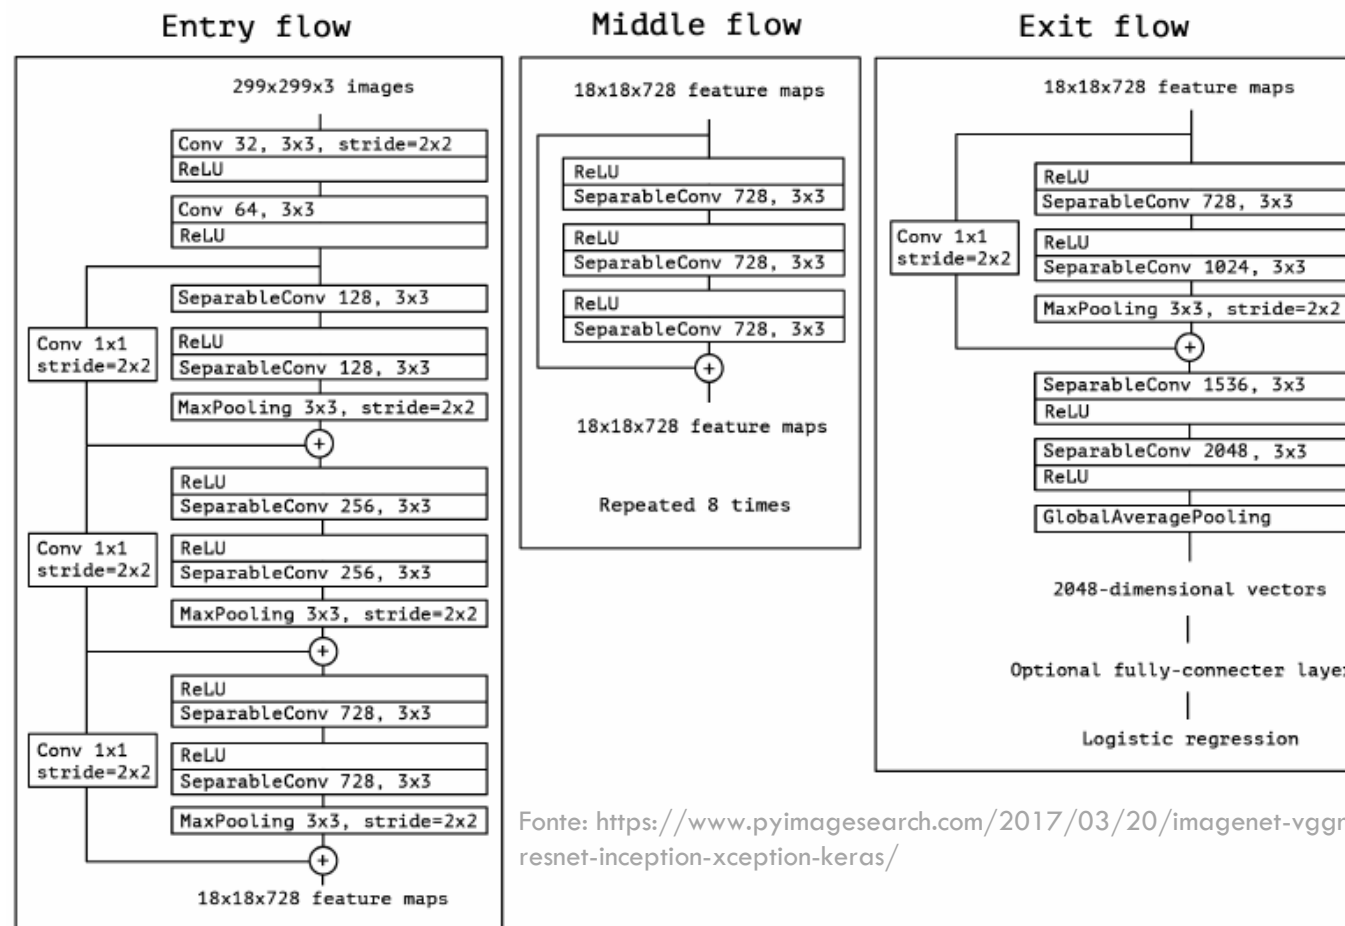 Entry flow
299x299x3 images
Conv 32, 3x3, stride=2x2
ReLU
Conv 64, 3x3
ReLU
SeparableConv 128, 3x3
Conv 1x1
stride=2x2
ReLU
SeparableConv 128, 3x3
MaxPooling 3x3, stride=2x2
+
ReLU
SeparableConv 256, 3x3
Conv 1x1
stride=2x2
ReLU
SeparableConv 256, 3x3
MaxPooling 3x3, stride=2x2
+
ReLU
SeparableConv 728, 3x3
Conv 1x1
stride=2x2
ReLU
SeparableConv 728, 3x3
MaxPooling 3x3, stride=2x2
+
18x18x728 feature maps
Middle flow
18x18x728 feature maps
ReLU
SeparableConv 728, 3x3
ReLU
SeparableConv 728, 3x3
ReLU
SeparableConv 728, 3x3
+
18x18x728 feature maps
Repeated 8 times
Exit flow
18x18x728 feature maps
ReLU
SeparableConv 728, 3x3
Conv 1x1
stride=2x2
ReLU
SeparableConv 1024, 3x3
MaxPooling 3x3, stride=2x2
+
SeparableConv 1536, 3x3
ReLU
SeparableConv 2048, 3x3
ReLU
GlobalAveragePooling
2048-dimensional vectors
Optional fully-connecter layer
Logistic regression
Fonte: https://www.pyimagesearch.com/2017/03/20/imagenet-vggn
resnet-inception-xception-keras/